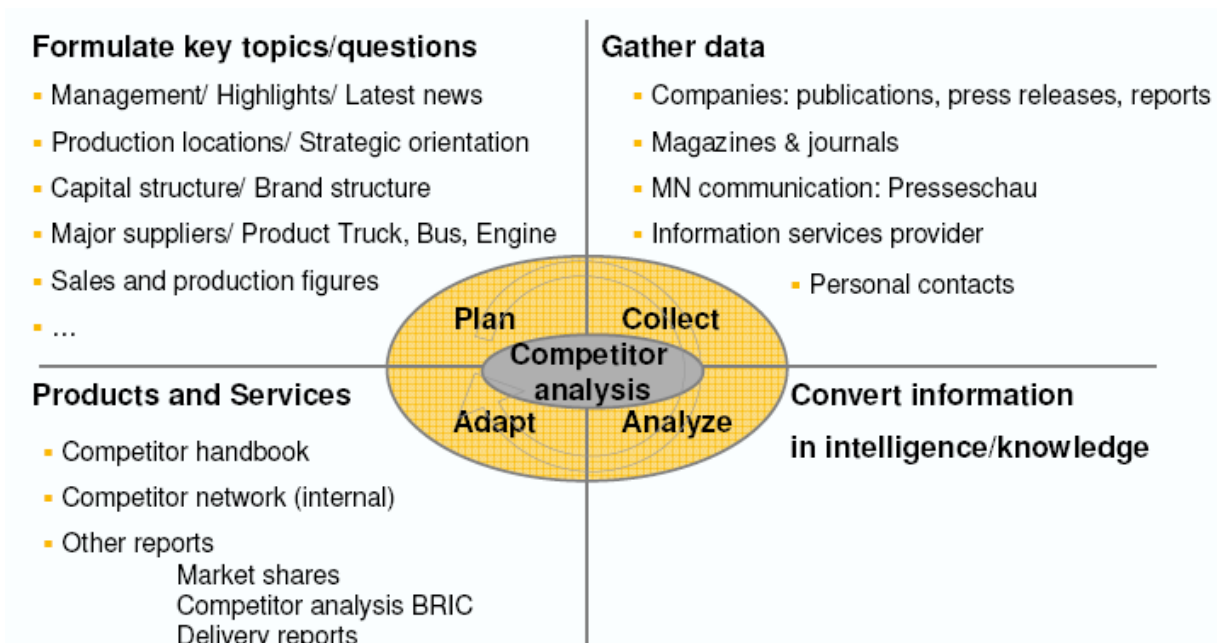 Formulate key topics/questions
▪ Management/ Highlights/ Latest news
▪ Production locations/ Strategic orientation
▪ Capital structure/ Brand structure
▪ Major suppliers/ Product Truck, Bus, Engine
▪ Sales and production figures
▪ ...
Gather data
▪ Companies: publications, press releases, reports
▪ Magazines & journals
▪ MN communication: Presseschau
▪ Information services provider
▪ Personal contacts
Plan
Collect
Competitor
analysis
Adapt
Analyze
Products and Services
▪ Competitor handbook
▪ Competitor network (internal)
▪ Other reports
Market shares
Competitor analysis BRIC
Delivery reports
Convert information
in intelligence/knowledge